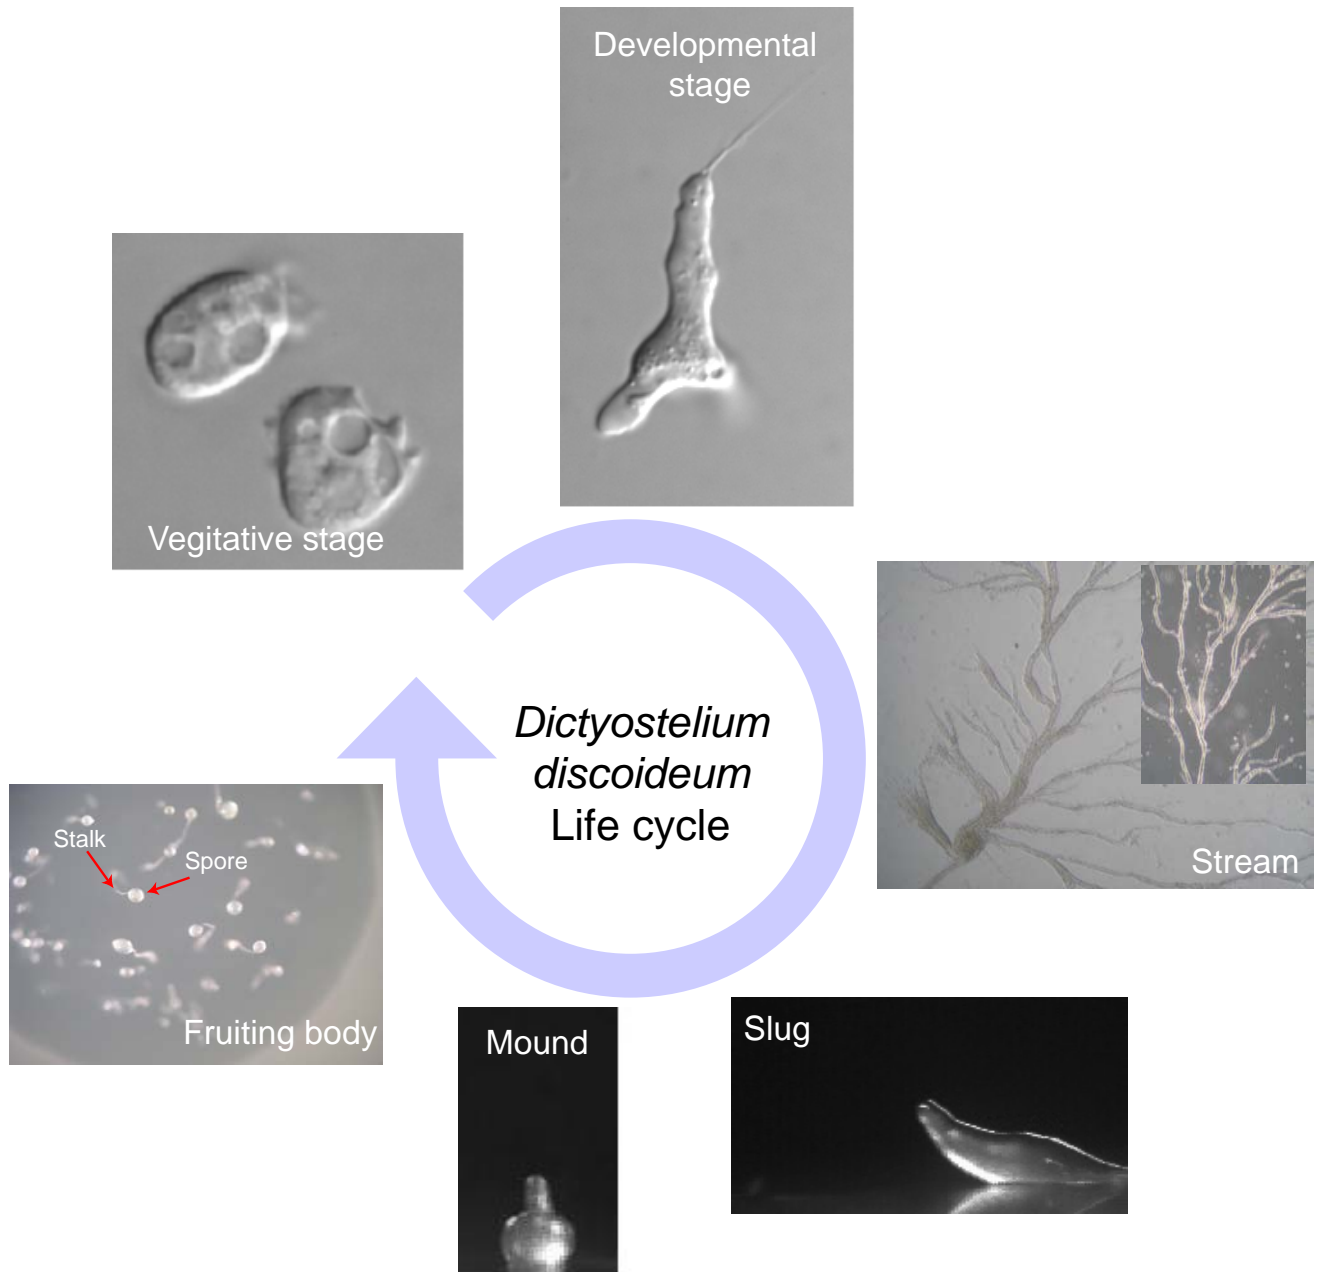 Developmental
stage
Vegitative stage
Dictyostelium
discoideum
Life cycle
Stream
Stalk
Spore
Fruiting body
Mound
Slug